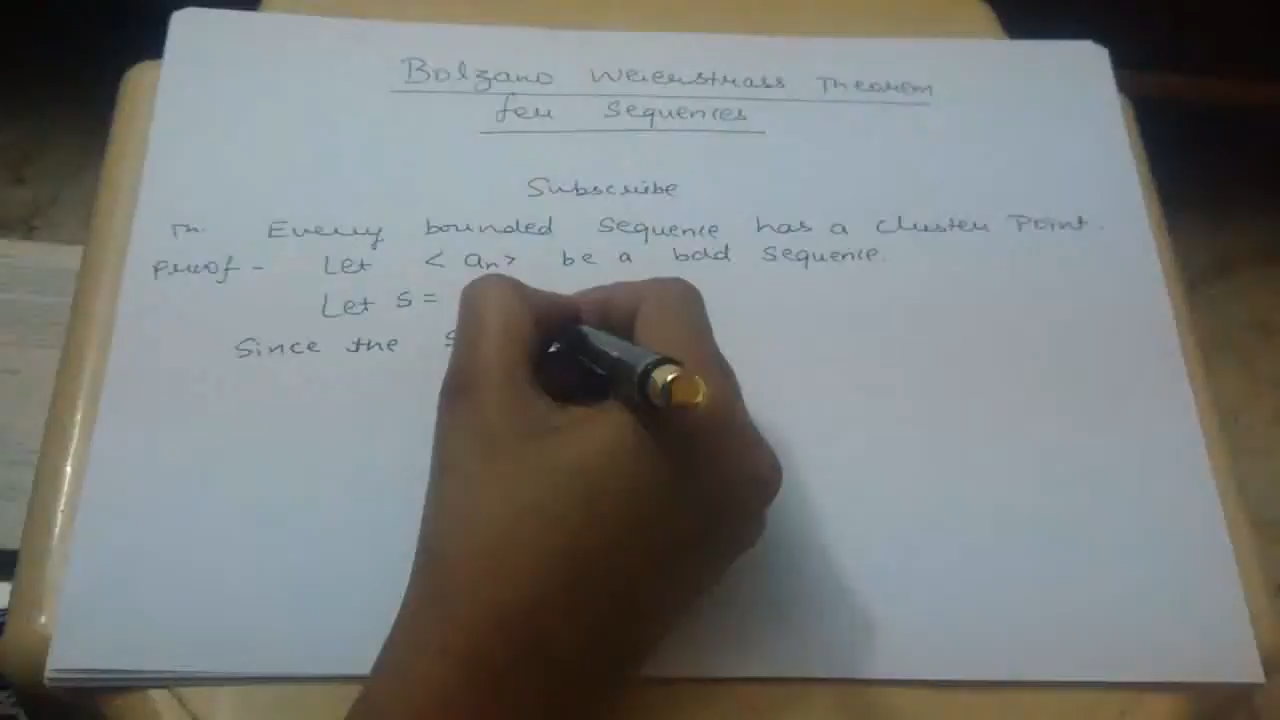 Bolzano Weierstrass Theorem
for Sequences
Subscribe
Th. Every bounded sequence has a cluster Point.
Proof - Let < an> be a bdd sequence.
Let S =
Since the